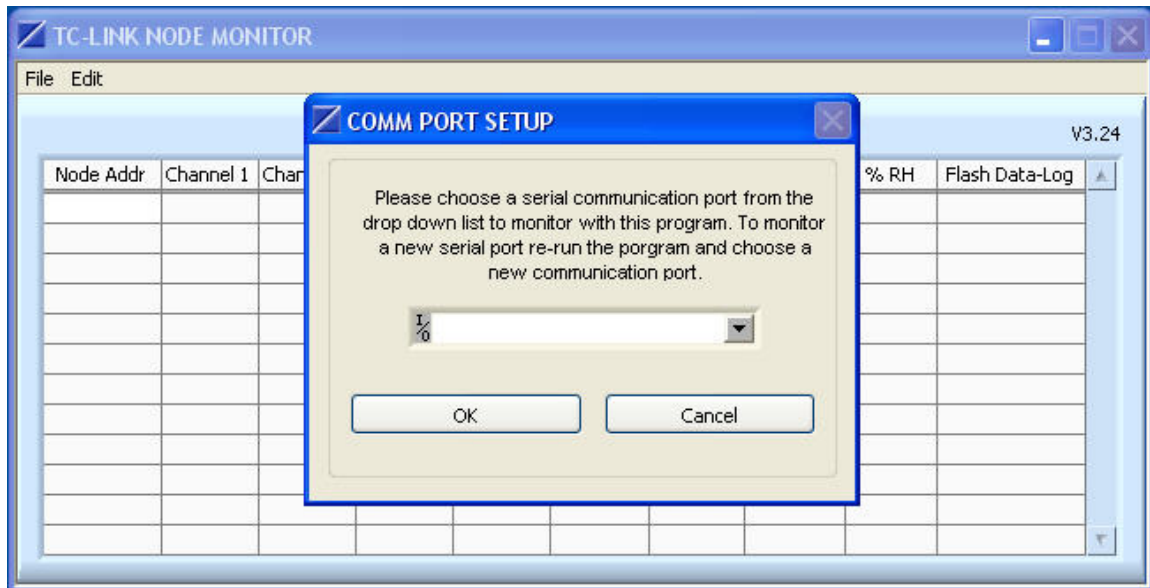 TC-LINK NODE MONITOR
File Edit
COMM PORT SETUP
V3.24
Node Addr Channel 1 Chan % RH Flash Data-Log
Please choose a serial communication port from the
drop down list to monitor with this program. To monitor
a new serial port re-run the porgram and choose a
new communication port.
I/O
OK Cancel